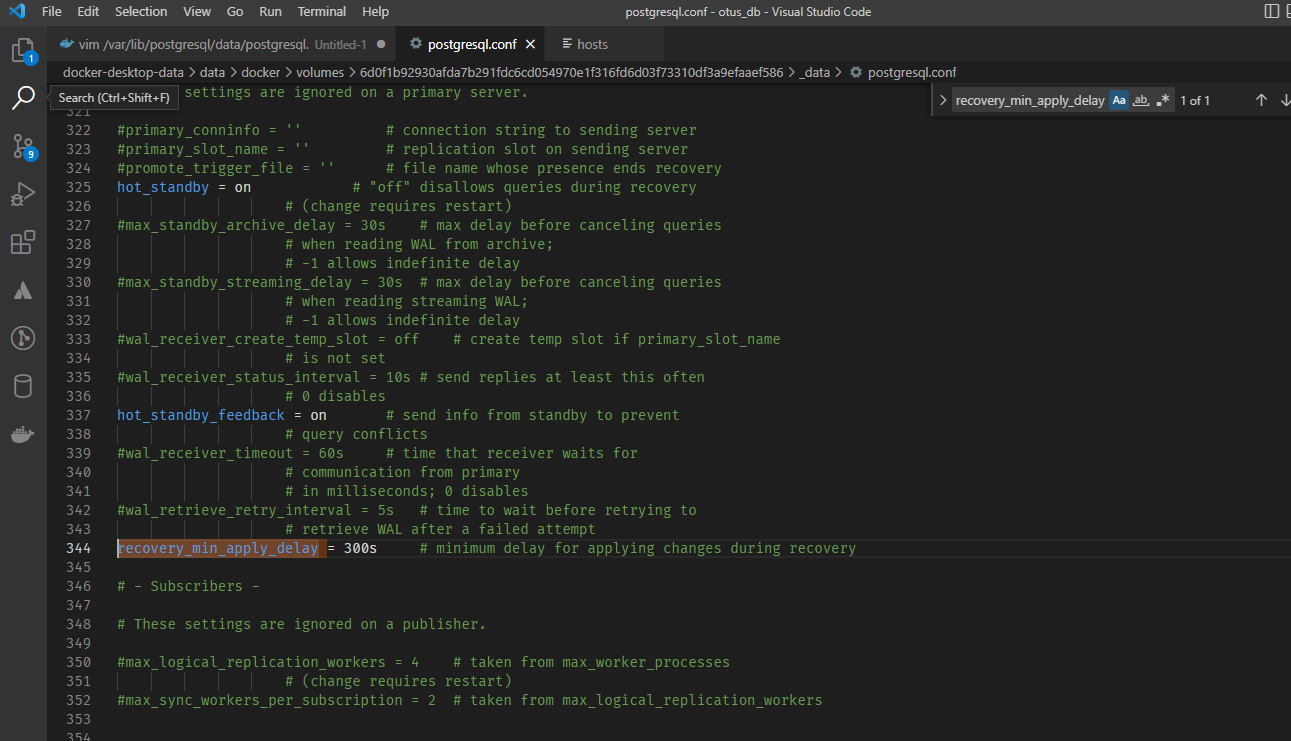 File Edit Selection View Go Run Terminal Help postgresql.conf - otus_db - Visual Studio Code
vim /var/lib/postgresql/data/postgresql. Untitled-1 postgresql.conf hosts
docker-desktop-data > data > docker > volumes > 6d0f1b92930afda7b291fdc6cd054970e1f316fd6d03f73310df3a9efaaef586 > _data > postgresql.conf
1
Search (Ctrl+Shift+F)
settings are ignored on a primary server.
recovery_min_apply_delay Aa ab .* 1 of 1
321
322 #primary_conninfo = '' # connection string to sending server
323 #primary_slot_name = '' # replication slot on sending server
324 #promote_trigger_file = '' # file name whose presence ends recovery
9
325 hot_standby = on # "off" disallows queries during recovery
326 # (change requires restart)
327 #max_standby_archive_delay = 30s # max delay before canceling queries
328 # when reading WAL from archive;
329 # -1 allows indefinite delay
330 #max_standby_streaming_delay = 30s # max delay before canceling queries
331 # when reading streaming WAL;
332 # -1 allows indefinite delay
333 #wal_receiver_create_temp_slot = off # create temp slot if primary_slot_name
334 # is not set
335 #wal_receiver_status_interval = 10s # send replies at least this often
336 # 0 disables
337 hot_standby_feedback = on # send info from standby to prevent
338 # query conflicts
339 #wal_receiver_timeout = 60s # time that receiver waits for
340 # communication from primary
341 # in milliseconds; 0 disables
342 #wal_retrieve_retry_interval = 5s # time to wait before retrying to
343 # retrieve WAL after a failed attempt
344 recovery_min_apply_delay = 300s # minimum delay for applying changes during recovery
345
346 # - Subscribers -
347
348 # These settings are ignored on a publisher.
349
350 #max_logical_replication_workers = 4 # taken from max_worker_processes
351 # (change requires restart)
352 #max_sync_workers_per_subscription = 2 # taken from max_logical_replication_workers
353
354